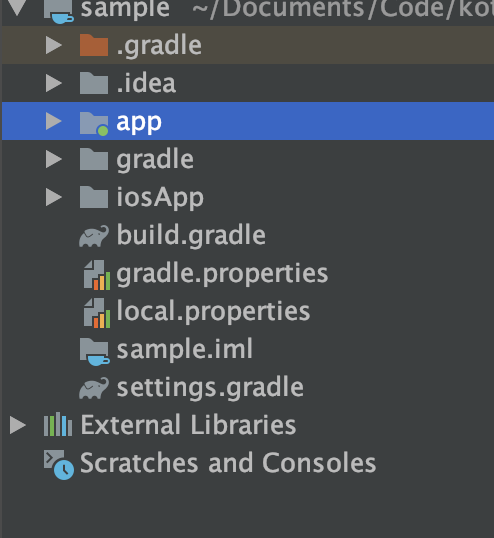 sample ~/Documents/Code/kot
.gradle
.idea
app
gradle
iosApp
build.gradle
gradle.properties
local.properties
sample.iml
settings.gradle
External Libraries
Scratches and Consoles